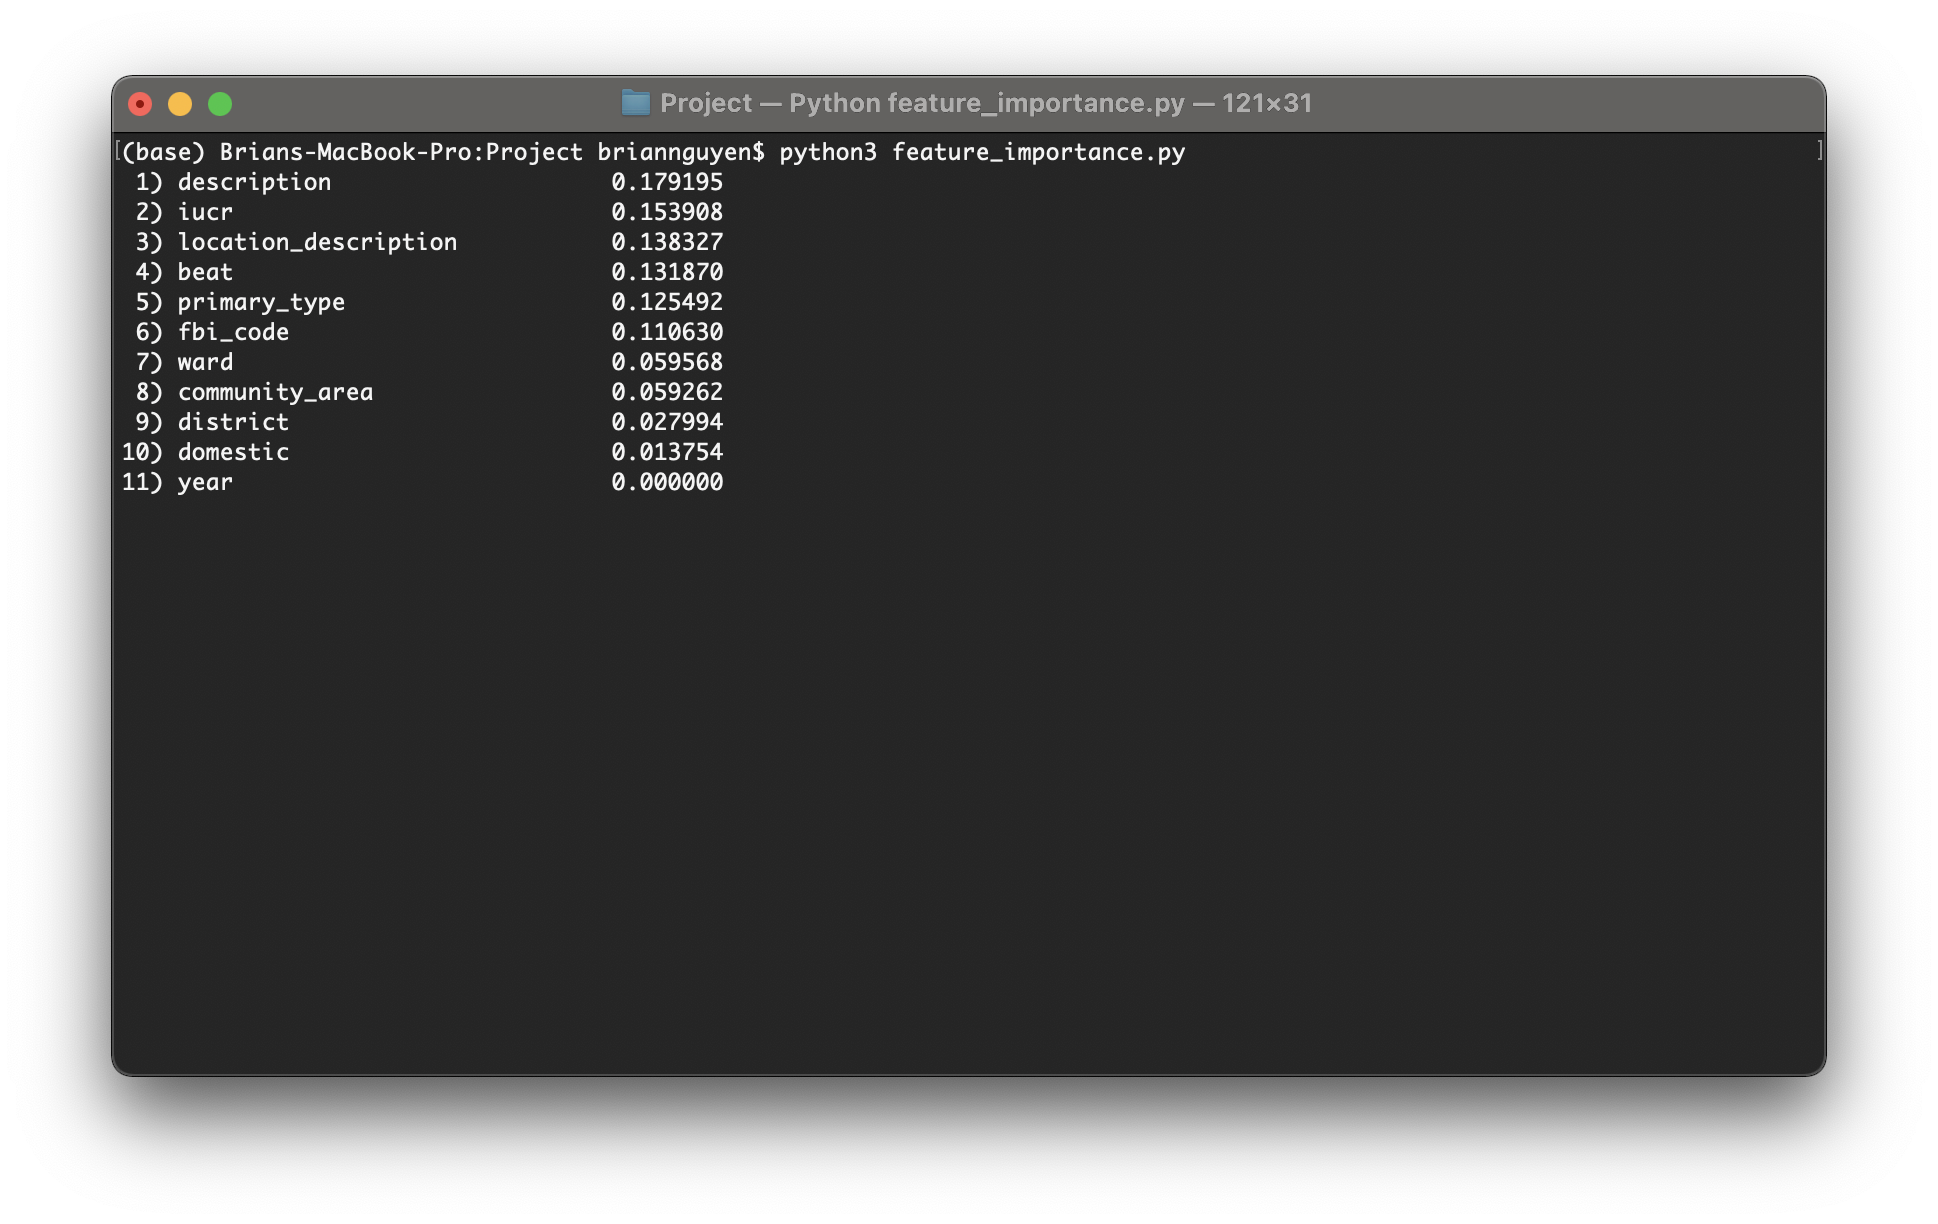 Project — Python feature_importance.py — 121×31
[(base) Brians-MacBook-Pro:Project briannguyen$ python3 feature_importance.py ]
1) description 0.179195
2) iucr 0.153908
3) location_description 0.138327
4) beat 0.131870
5) primary_type 0.125492
6) fbi_code 0.110630
7) ward 0.059568
8) community_area 0.059262
9) district 0.027994
10) domestic 0.013754
11) year 0.000000